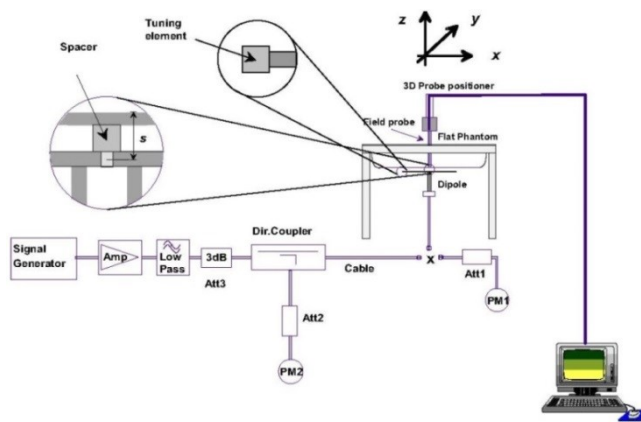 Tuning
element
Spacer
s
z
y
x
3D Probe positioner
Field probe
Flat Phantom
Dipole
Signal
Generator
Amp
Low
Pass
3dB
Att3
Dir.Coupler
Cable
x
Att1
PM1
Att2
PM2